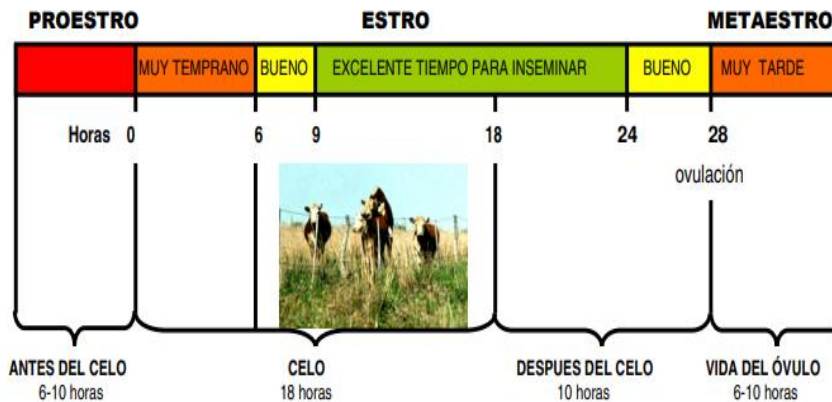 PROESTRO ESTRO METAESTRO
MUY TEMPRANO BUENO EXCELENTE TIEMPO PARA INSEMINAR BUENO MUY TARDE
Horas 0 6 9 18 24 28
ovulación
ANTES DEL CELO CELO DESPUES DEL CELO VIDA DEL ÓVULO
6-10 horas 18 horas 10 horas 6-10 horas